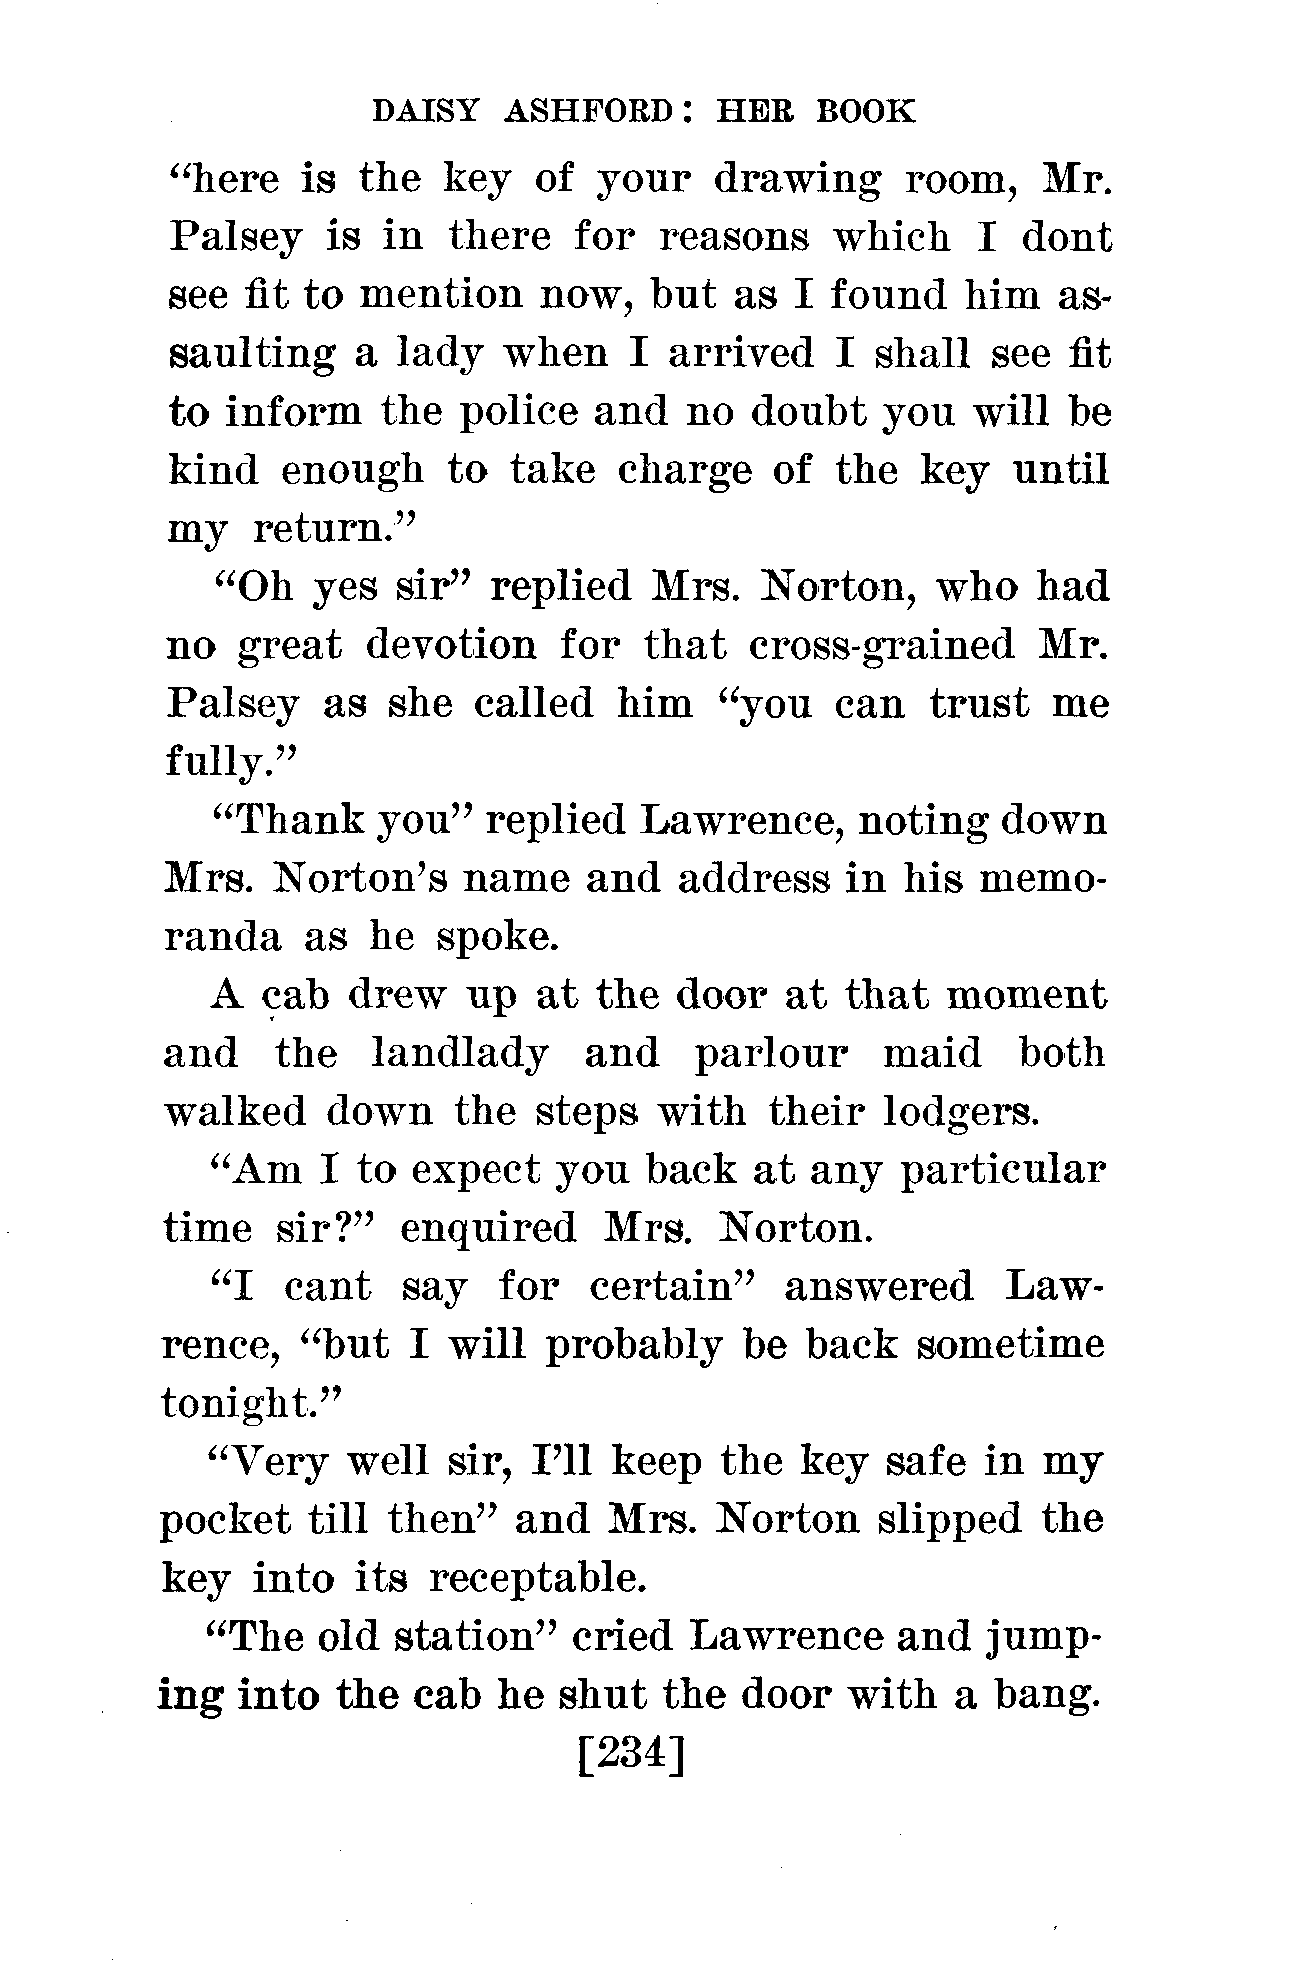 DAISY ASHFORD: HER BOOK
“here is the key of your drawing room, Mr.
Palsey is in there for reasons which I dont
see fit to mention now, but as I found him as-
saulting a lady when I arrived I shall see fit
to inform the police and no doubt you will be
kind enough to take charge of the key until
my return.”
“Oh yes sir” replied Mrs. Norton, who had
no great devotion for that cross-grained Mr.
Palsey as she called him “you can trust me
fully.”
“Thank you” replied Lawrence, noting down
Mrs. Norton’s name and address in his memo-
randa as he spoke.
A cab drew up at the door at that moment
and the landlady and parlour maid both
walked down the steps with their lodgers.
“Am I to expect you back at any particular
time sir?” enquired Mrs. Norton.
“I cant say for certain” answered Law-
rence, “but I will probably be back sometime
tonight.”
“Very well sir, I’ll keep the key safe in my
pocket till then” and Mrs. Norton slipped the
key into its receptable.
“The old station” cried Lawrence and jump-
ing into the cab he shut the door with a bang.
[234]